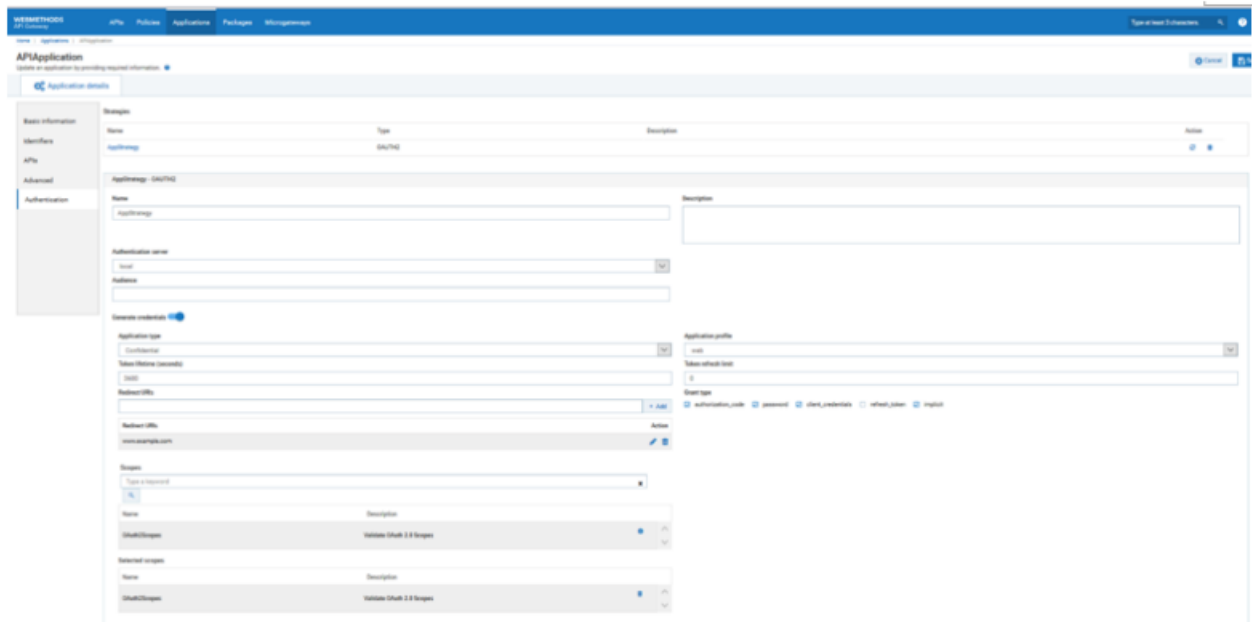 WEBMETHODS APIs Policies Applications Packages Microgateways Type at least 3 characters
API Gateway
Home Applications APIApplication
APIApplication
Update an application by providing required information. Cancel
Application details
Basic information
Identifiers
APIs
Advanced
Authentication
Strategies
Name Type Description Action
AppStrategy OAUTH2
AppStrategy - OAUTH2
Name Description
AppStrategy
Authentication server
local
Audience
Generate credentials
Application type Application profile
Confidential web
Token lifetime (seconds) Token refresh limit
3600 0
Redirect URIs Grant type
+ Add authorization_code password client_credentials refresh_token implicit
Redirect URIs Action
www.example.com
Scopes
Type a keyword
Name Description
OAuth2Scopes Validate OAuth 2.0 Scopes
Selected scopes
Name Description
OAuth2Scopes Validate OAuth 2.0 Scopes